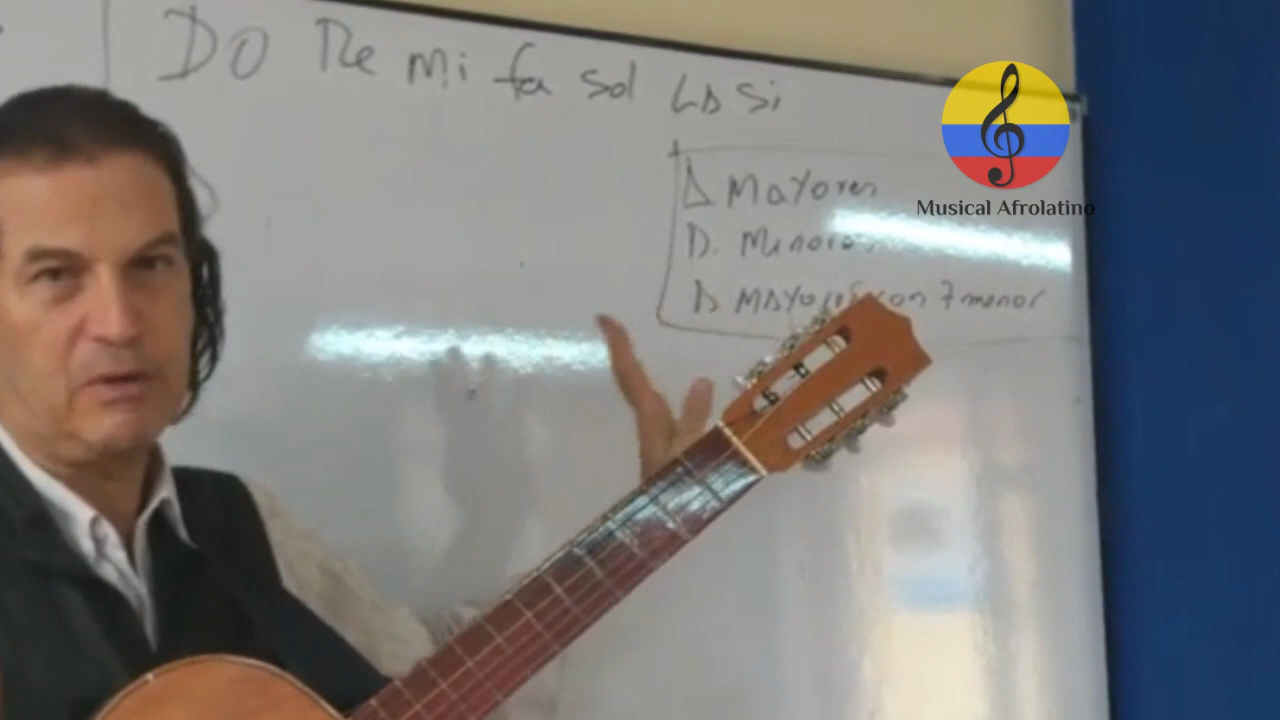 DO Re mi fa sol LA Si
Δ MaYores
D. Menores
D MAYores con 7 menor
Musical Afrolatino